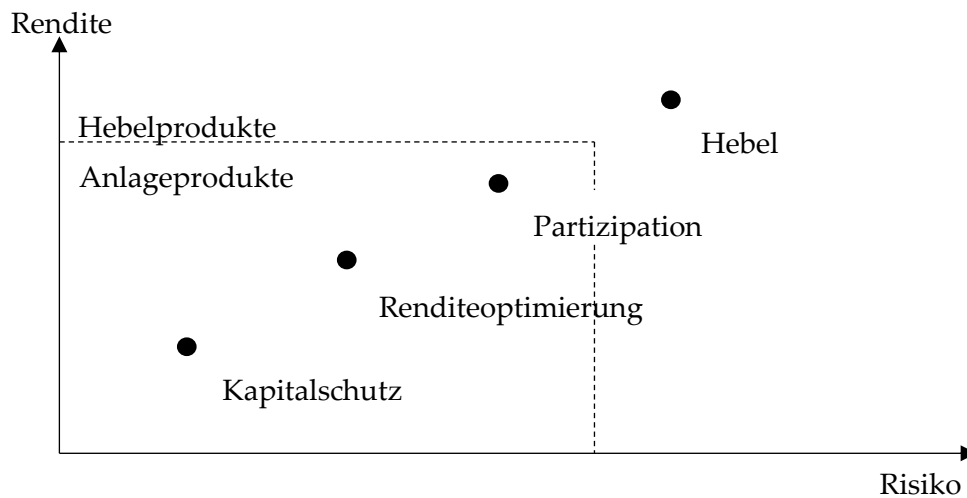 Rendite
Hebelprodukte
Hebel
Anlageprodukte
Partizipation
Renditeoptimierung
Kapitalschutz
Risiko